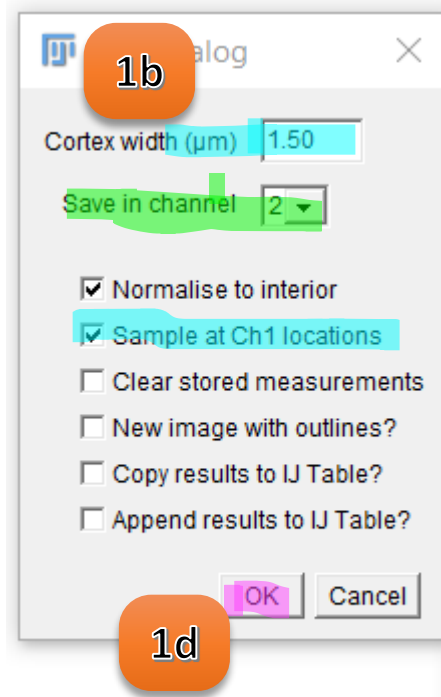 1b
alog
Cortex width (µm) 1.50
Save in channel 2
Normalise to interior
Sample at Ch1 locations
Clear stored measurements
New image with outlines?
Copy results to IJ Table?
Append results to IJ Table?
OK Cancel
1d